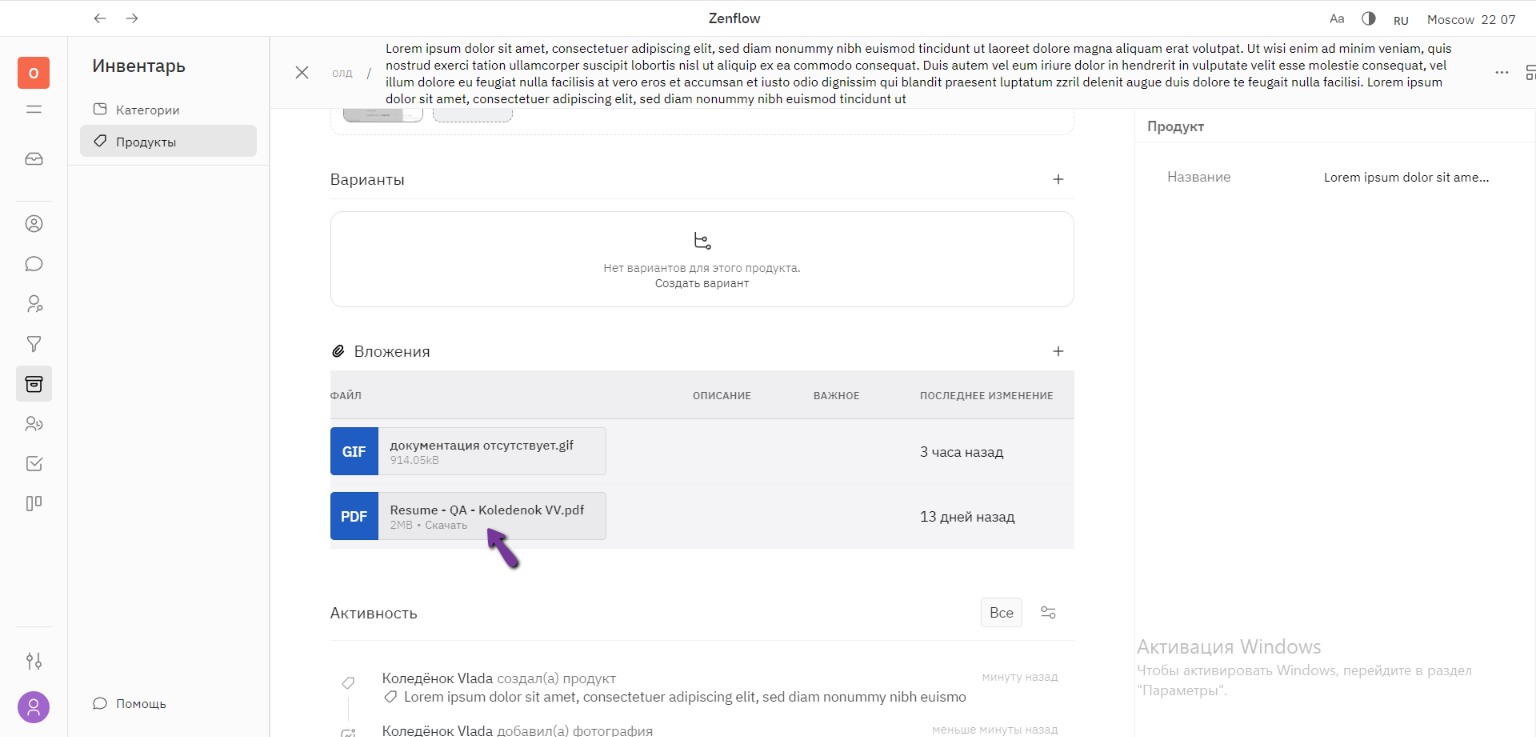 Zenflow
Aa RU Moscow 22 07
O
Инвентарь
Категории
Продукты
Помощь
олд /
Lorem ipsum dolor sit amet, consectetuer adipiscing elit, sed diam nonummy nibh euismod tincidunt ut laoreet dolore magna aliquam erat volutpat. Ut wisi enim ad minim veniam, quis
nostrud exerci tation ullamcorper suscipit lobortis nisl ut aliquip ex ea commodo consequat. Duis autem vel eum iriure dolor in hendrerit in vulputate velit esse molestie consequat, vel
illum dolore eu feugiat nulla facilisis at vero eros et accumsan et iusto odio dignissim qui blandit praesent luptatum zzril delenit augue duis dolore te feugait nulla facilisi. Lorem ipsum
dolor sit amet, consectetuer adipiscing elit, sed diam nonummy nibh euismod tincidunt ut
Варианты
Нет вариантов для этого продукта.
Создать вариант
Вложения
ФАЙЛ ОПИСАНИЕ ВАЖНОЕ ПОСЛЕДНЕЕ ИЗМЕНЕНИЕ
GIF
документация отсутствует.gif
914.05kB
3 часа назад
PDF
Resume - QA - Koledenok VV.pdf
2MB • Скачать
13 дней назад
Активность
Все
Коледёнок Vlada создал(а) продукт
минуту назад
Lorem ipsum dolor sit amet, consectetuer adipiscing elit, sed diam nonummy nibh euismo
Коледёнок Vlada добавил(а) фотография
меньше минуты назад
Продукт
Название
Lorem ipsum dolor sit ame...
Активация Windows
Чтобы активировать Windows, перейдите в раздел
"Параметры".